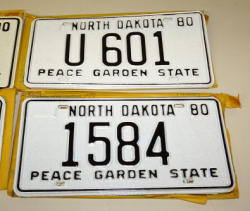 NORTH DAKOTA 80
U 601
PEACE GARDEN STATE
NORTH DAKOTA 80
1584
PEACE GARDEN STATE